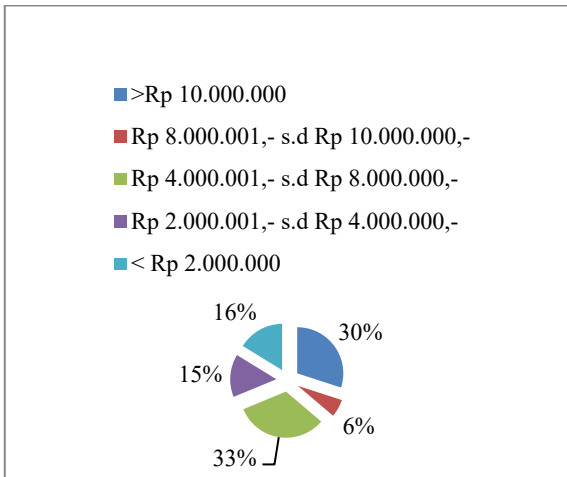 >Rp 10.000.000
Rp 8.000.001,- s.d Rp 10.000.000,-
Rp 4.000.001,- s.d Rp 8.000.000,-
Rp 2.000.001,- s.d Rp 4.000.000,-
< Rp 2.000.000
16%
30%
15%
6%
33%